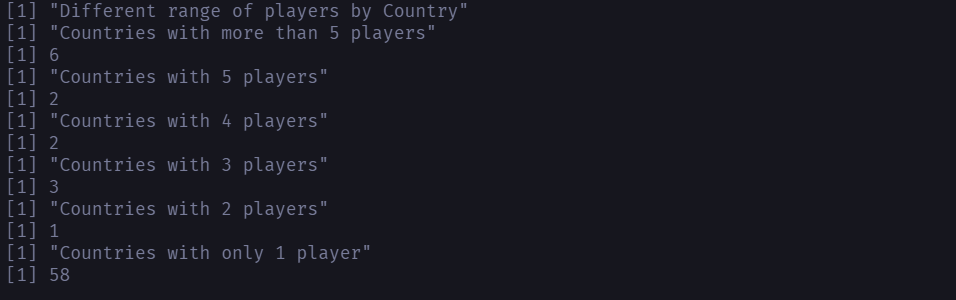 [1] "Different range of players by Country"
[1] "Countries with more than 5 players"
[1] 6
[1] "Countries with 5 players"
[1] 2
[1] "Countries with 4 players"
[1] 2
[1] "Countries with 3 players"
[1] 3
[1] "Countries with 2 players"
[1] 1
[1] "Countries with only 1 player"
[1] 58